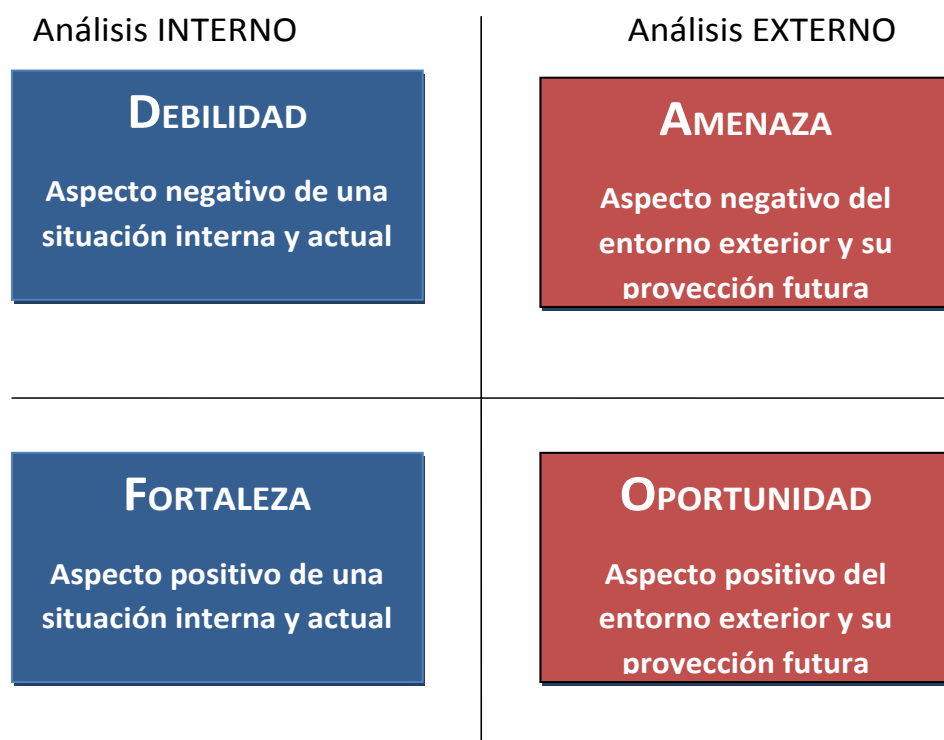 Análisis INTERNO
Análisis EXTERNO
DEBILIDAD
Aspecto negativo de una
situación interna y actual
AMENAZA
Aspecto negativo del
entorno exterior y su
proyección futura
FORTALEZA
Aspecto positivo de una
situación interna y actual
OPORTUNIDAD
Aspecto positivo del
entorno exterior y su
proyección futura